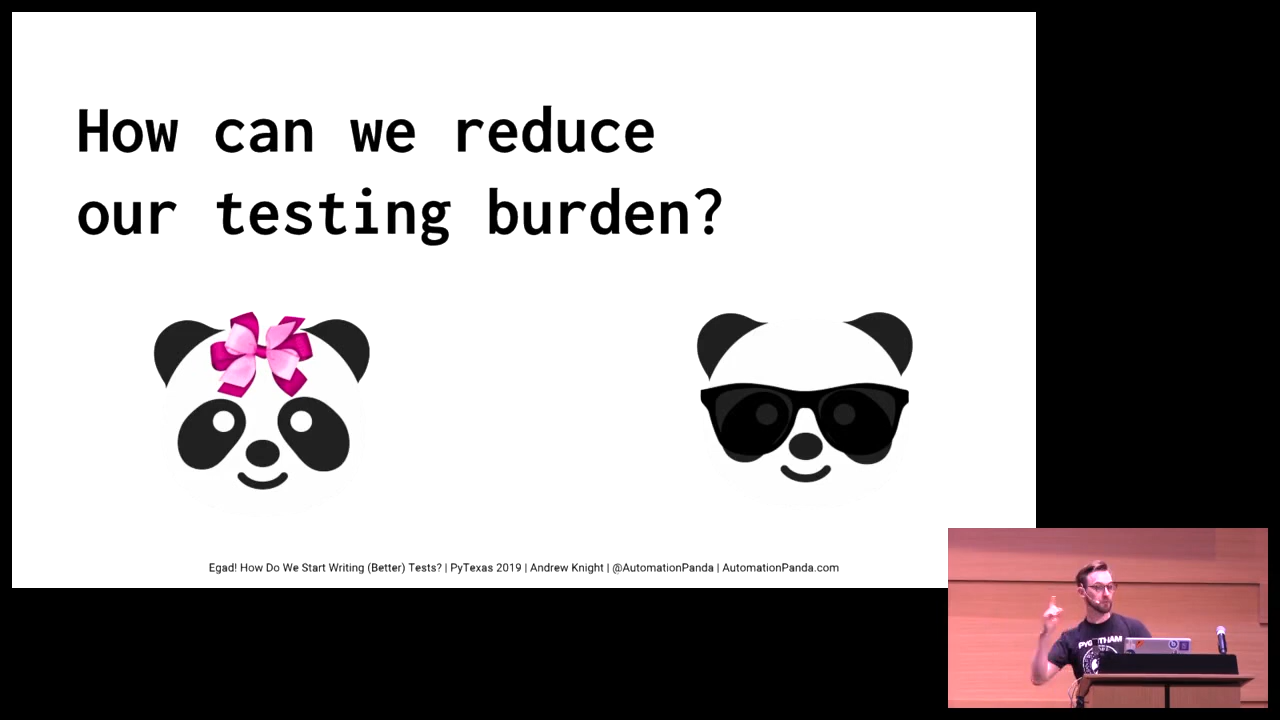 How can we reduce
our testing burden?
Egad! How Do We Start Writing (Better) Tests? | PyTexas 2019 | Andrew Knight | @AutomationPanda | AutomationPanda.com